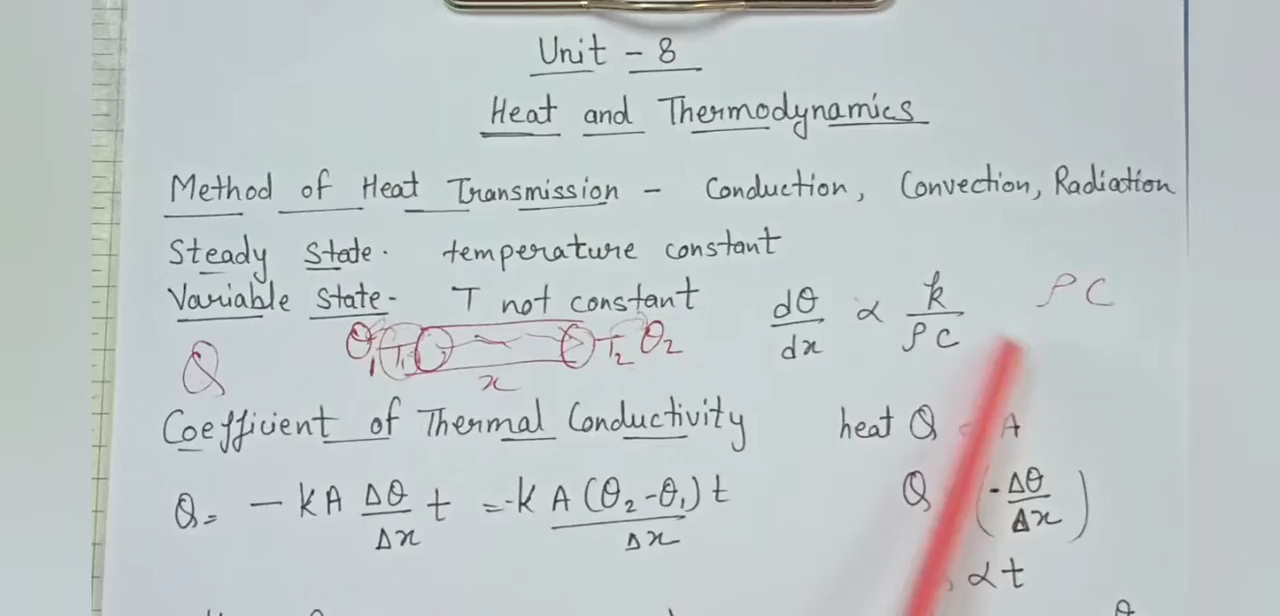 Unit - 8
Heat and Thermodynamics
Method of Heat Transmission - Conduction, Convection, Radiation
Steady State. temperature constant
Variable State - T not constant dθ/dx ∝ k/ρC ρC
Q θ₁ T₁ x T₂ θ₂
Coefficient of Thermal Conductivity heat Q A
Q = - KA Δθ/Δx t = -K A(θ₂-θ₁)t/Δx Q (-Δθ/Δx)
∝ t